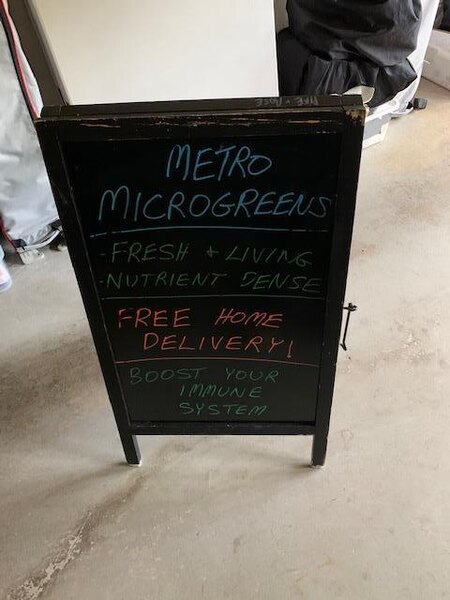 METRO
MICROGREENS
- FRESH + LIVING
- NUTRIENT DENSE
FREE HOME
DELIVERY!
BOOST YOUR
IMMUNE
SYSTEM